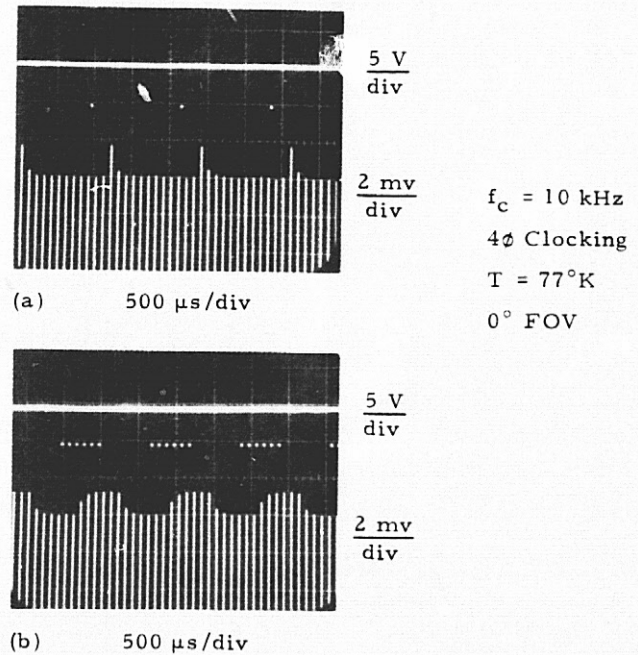 5 V
div
2 mv
div
f_c = 10 kHz
4ø Clocking
T = 77°K
0° FOV
(a) 500 µs/div
5 V
div
2 mv
div
(b) 500 µs/div